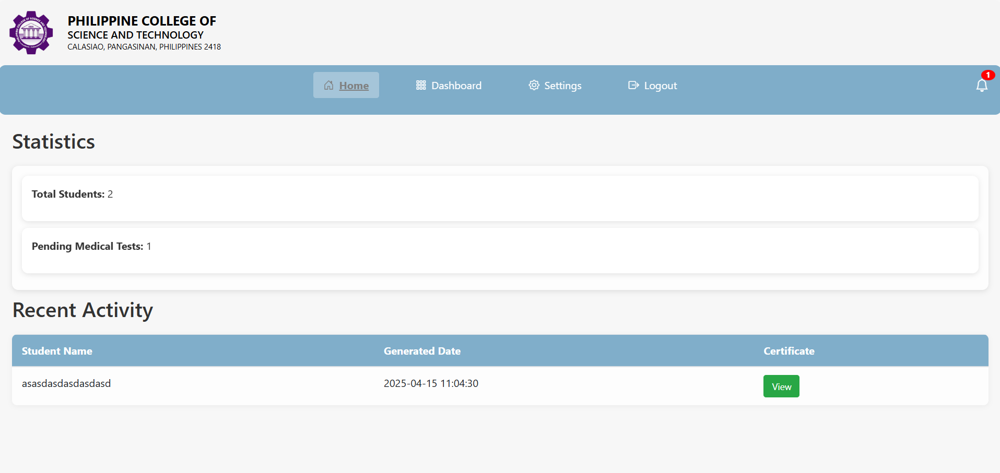 PHILIPPINE COLLEGE OF
SCIENCE AND TECHNOLOGY
CALASIAO, PANGASINAN, PHILIPPINES 2418
Home Dashboard Settings Logout 1
Statistics
Total Students: 2
Pending Medical Tests: 1
Recent Activity
Student Name Generated Date Certificate
asasdasdasdasdasd 2025-04-15 11:04:30 View